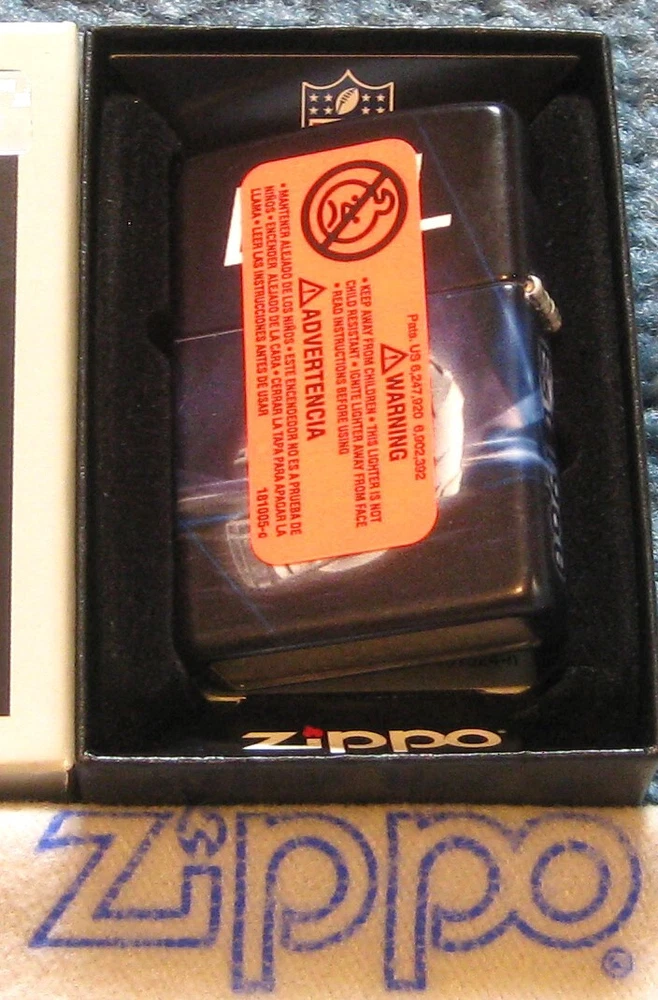 Pats. US 6,247,920 6,902,392
WARNING
• KEEP AWAY FROM CHILDREN • THIS LIGHTER IS NOT
CHILD RESISTANT • IGNITE LIGHTER AWAY FROM FACE
• READ INSTRUCTIONS BEFORE USING
ADVERTENCIA
• MANTENER ALEJADO DE LOS NIÑOS • ESTE ENCENDEDOR NO ES A PRUEBA DE
NIÑOS • ENCENDER ALEJADO DE LA CARA • CERRAR LA TAPA PARA APAGAR LA
LLAMA • LEER LAS INSTRUCCIONES ANTES DE USAR
181005-c
zippo
Zippo®